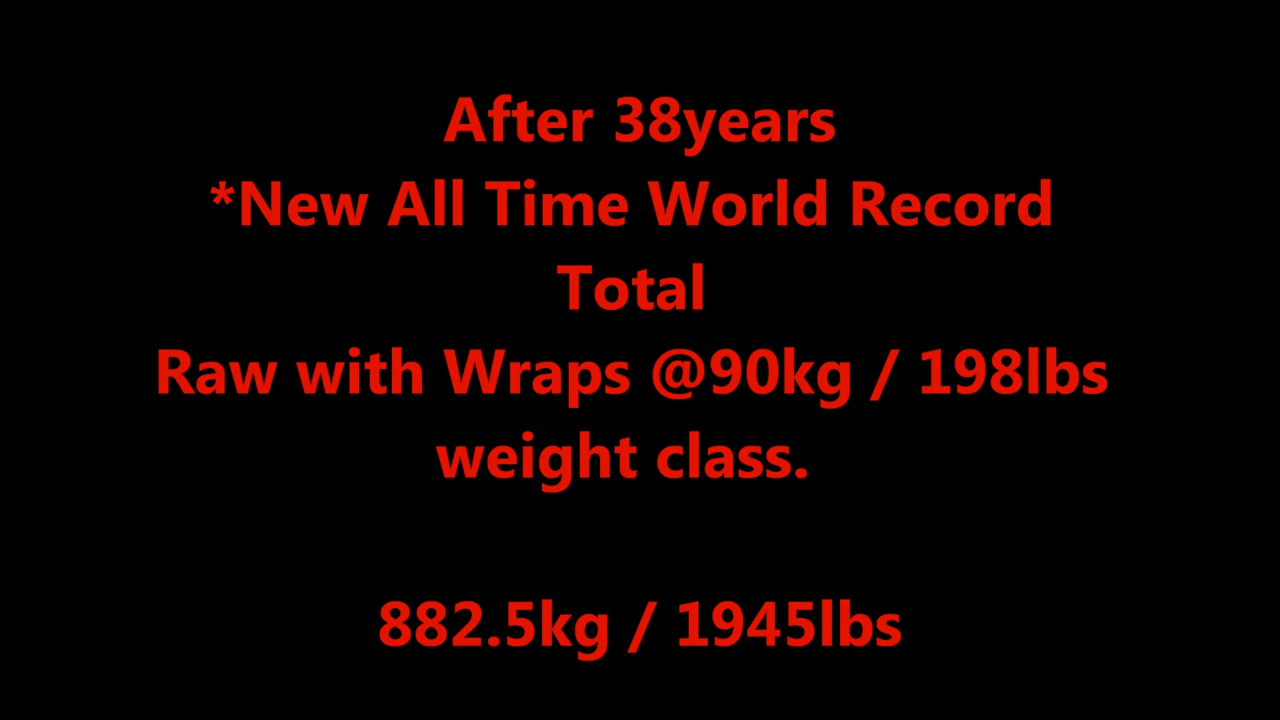 After 38years
*New All Time World Record
Total
Raw with Wraps @90kg / 198lbs
weight class.
882.5kg / 1945lbs